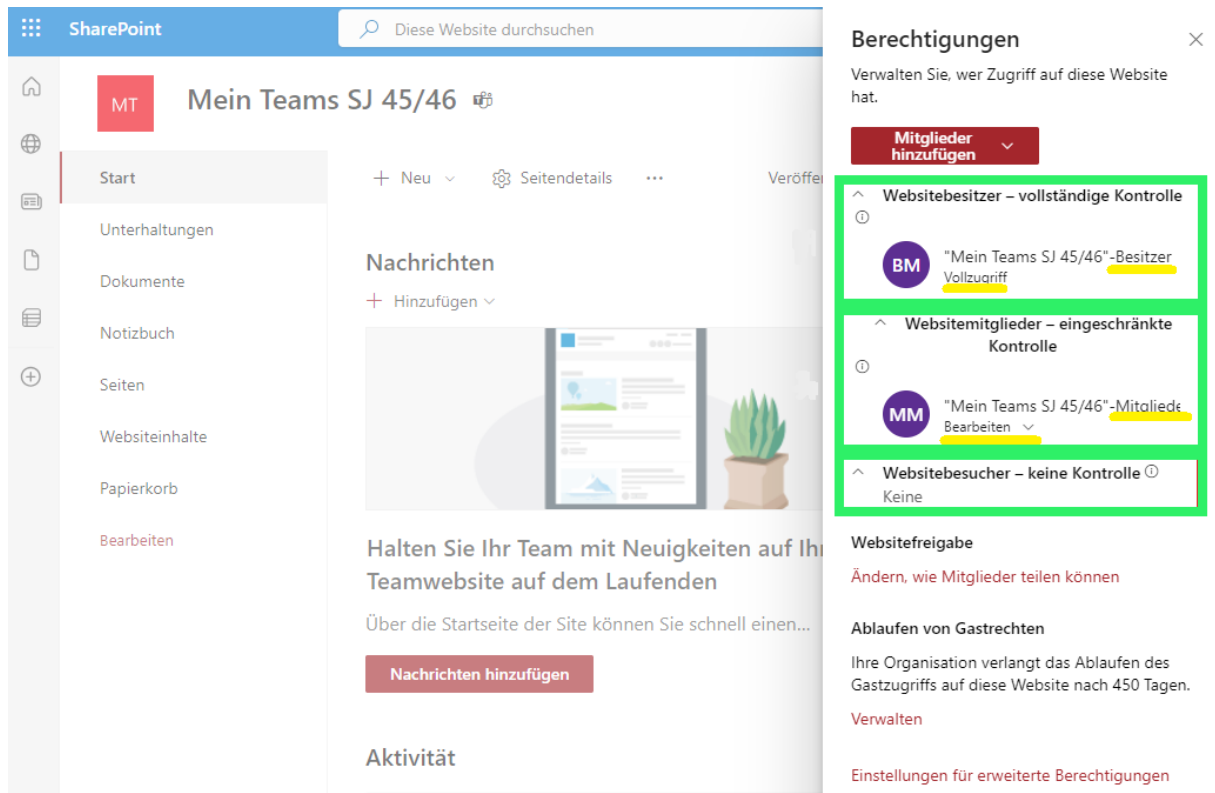 SharePoint
Diese Website durchsuchen
MT
Mein Teams SJ 45/46
Start
Unterhaltungen
Dokumente
Notizbuch
Seiten
Websiteinhalte
Papierkorb
Bearbeiten
+ Neu
Seitendetails
...
Veröffer
Nachrichten
+ Hinzufügen
Halten Sie Ihr Team mit Neuigkeiten auf Ihr
Teamwebsite auf dem Laufenden
Über die Startseite der Site können Sie schnell einen...
Nachrichten hinzufügen
Aktivität
Berechtigungen
Verwalten Sie, wer Zugriff auf diese Website
hat.
Mitglieder
hinzufügen
Websitebesitzer – vollständige Kontrolle
BM
"Mein Teams SJ 45/46"-Besitzer
Vollzugriff
Websitemitglieder – eingeschränkte
Kontrolle
MM
"Mein Teams SJ 45/46"-Mitgliede
Bearbeiten
Websitebesucher – keine Kontrolle
Keine
Websitefreigabe
Ändern, wie Mitglieder teilen können
Ablaufen von Gastrechten
Ihre Organisation verlangt das Ablaufen des
Gastzugriffs auf diese Website nach 450 Tagen.
Verwalten
Einstellungen für erweiterte Berechtigungen